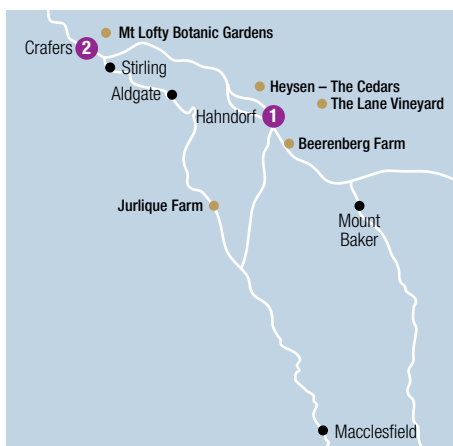 Mt Lofty Botanic Gardens
Crafers 2
Stirling
Aldgate
Heysen – The Cedars
The Lane Vineyard
Hahndorf 1
Beerenberg Farm
Jurlique Farm
Mount
Baker
Macclesfield